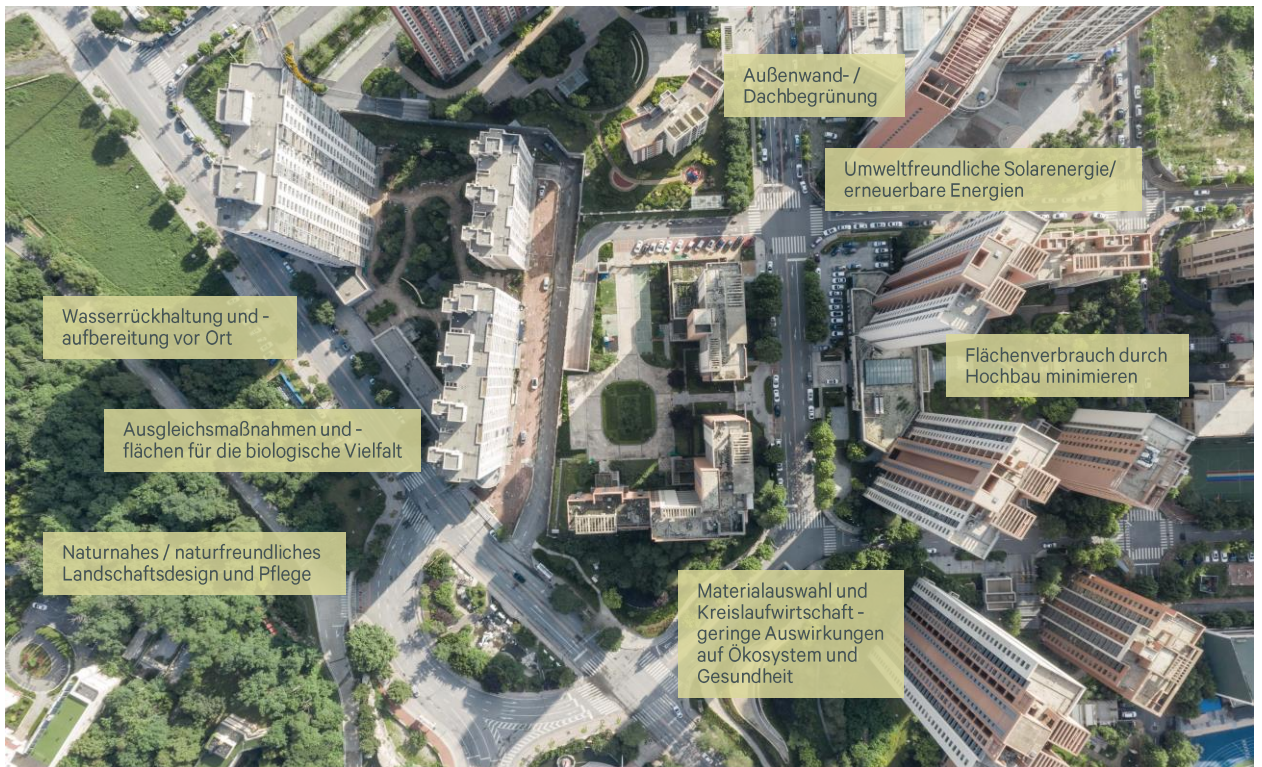 Außenwand- /
Dachbegrünung
Umweltfreundliche Solarenergie/
erneuerbare Energien
Wasserrückhaltung und -
aufbereitung vor Ort
Flächenverbrauch durch
Hochbau minimieren
Ausgleichsmaßnahmen und -
flächen für die biologische Vielfalt
Naturnahes / naturfreundliches
Landschaftsdesign und Pflege
Materialauswahl und
Kreislaufwirtschaft -
geringe Auswirkungen
auf Ökosystem und
Gesundheit